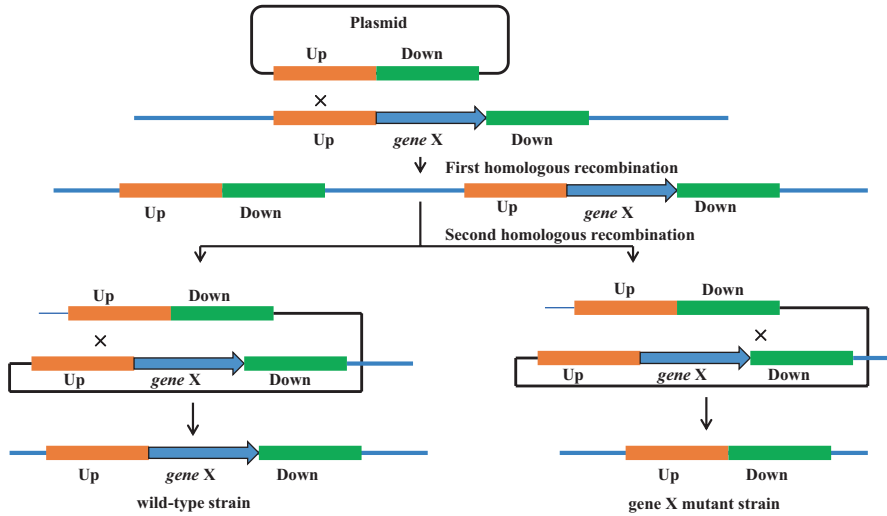 Plasmid
Up Down
Up gene X Down
First homologous recombination
Up Down Up gene X Down
Second homologous recombination
Up Down Up Down
Up gene X Down Up gene X Down
Up gene X Down Up Down
wild-type strain gene X mutant strain